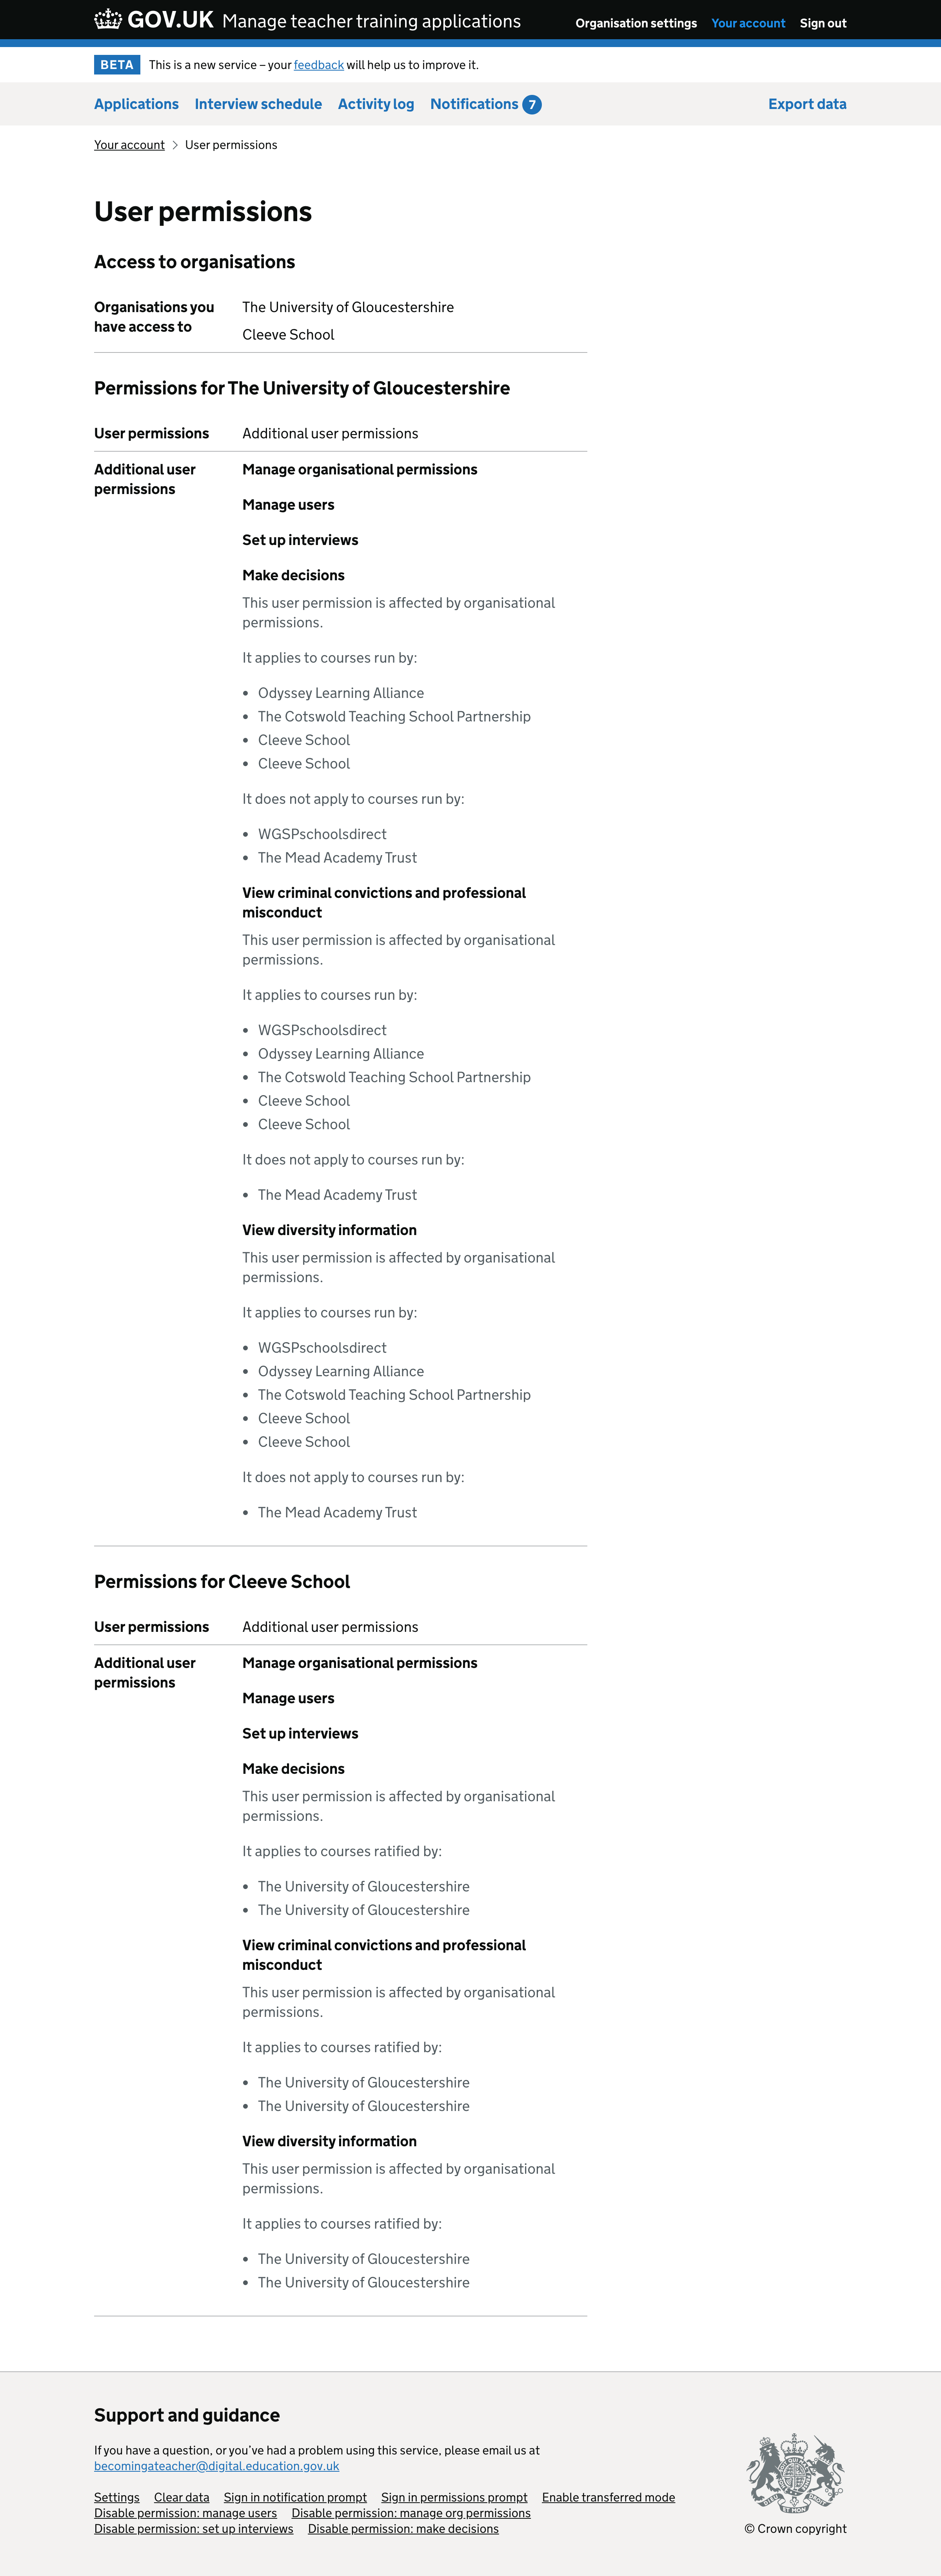 GOV.UK Manage teacher training applications Organisation settings Your account Sign out
BETA This is a new service – your feedback will help us to improve it.
Applications Interview schedule Activity log Notifications 7 Export data
Your account User permissions
User permissions
Access to organisations
Organisations you have access to
The University of Gloucestershire
Cleeve School
Permissions for The University of Gloucestershire
User permissions Additional user permissions
Additional user permissions
Manage organisational permissions
Manage users
Set up interviews
Make decisions
This user permission is affected by organisational
permissions.
It applies to courses run by:
• Odyssey Learning Alliance
• The Cotswold Teaching School Partnership
• Cleeve School
• Cleeve School
It does not apply to courses run by:
• WGSPschoolsdirect
• The Mead Academy Trust
View criminal convictions and professional
misconduct
This user permission is affected by organisational
permissions.
It applies to courses run by:
• WGSPschoolsdirect
• Odyssey Learning Alliance
• The Cotswold Teaching School Partnership
• Cleeve School
• Cleeve School
It does not apply to courses run by:
• The Mead Academy Trust
View diversity information
This user permission is affected by organisational
permissions.
It applies to courses run by:
• WGSPschoolsdirect
• Odyssey Learning Alliance
• The Cotswold Teaching School Partnership
• Cleeve School
• Cleeve School
It does not apply to courses run by:
• The Mead Academy Trust
Permissions for Cleeve School
User permissions Additional user permissions
Additional user permissions
Manage organisational permissions
Manage users
Set up interviews
Make decisions
This user permission is affected by organisational
permissions.
It applies to courses ratified by:
• The University of Gloucestershire
• The University of Gloucestershire
View criminal convictions and professional
misconduct
This user permission is affected by organisational
permissions.
It applies to courses ratified by:
• The University of Gloucestershire
• The University of Gloucestershire
View diversity information
This user permission is affected by organisational
permissions.
It applies to courses ratified by:
• The University of Gloucestershire
• The University of Gloucestershire
Support and guidance
If you have a question, or you’ve had a problem using this service, please email us at
becomingateacher@digital.education.gov.uk
Settings Clear data Sign in notification prompt Sign in permissions prompt Enable transferred mode
Disable permission: manage users Disable permission: manage org permissions
Disable permission: set up interviews Disable permission: make decisions
© Crown copyright